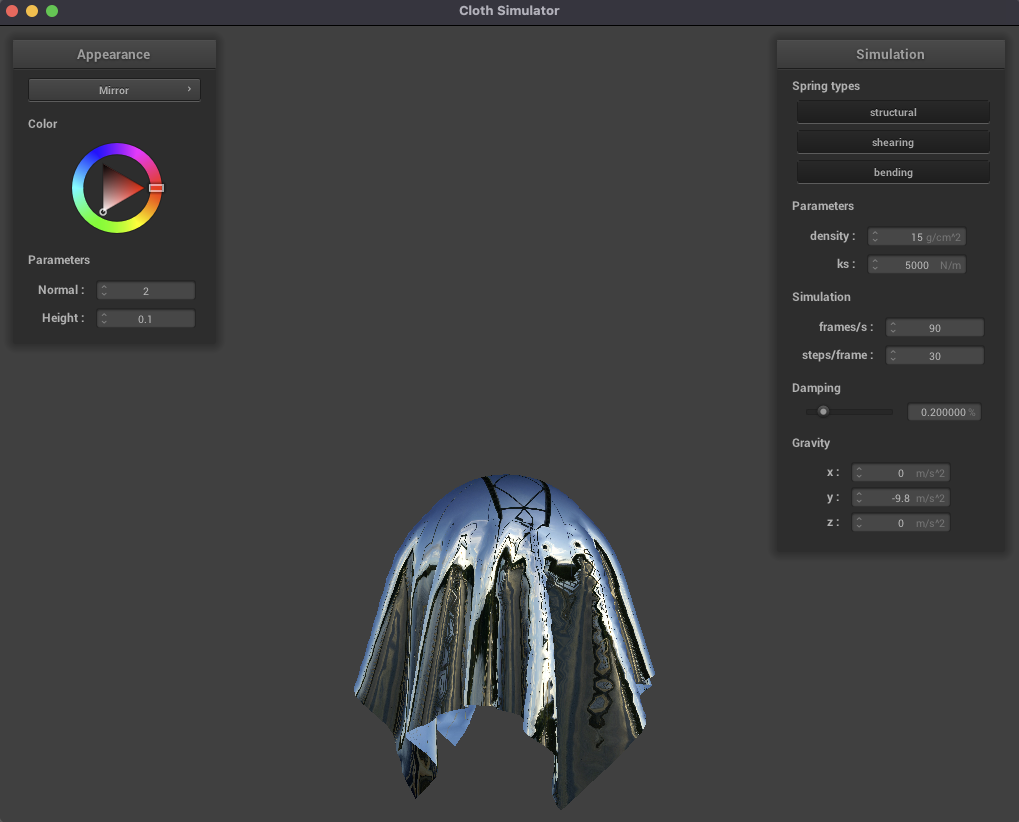 Cloth Simulator
Appearance
Mirror
Color
Parameters
Normal : 2
Height : 0.1
Simulation
Spring types
structural
shearing
bending
Parameters
density : 15 g/cm^2
ks : 5000 N/m
Simulation
frames/s : 90
steps/frame : 30
Damping
0.200000 %
Gravity
x : 0 m/s^2
y : -9.8 m/s^2
z : 0 m/s^2